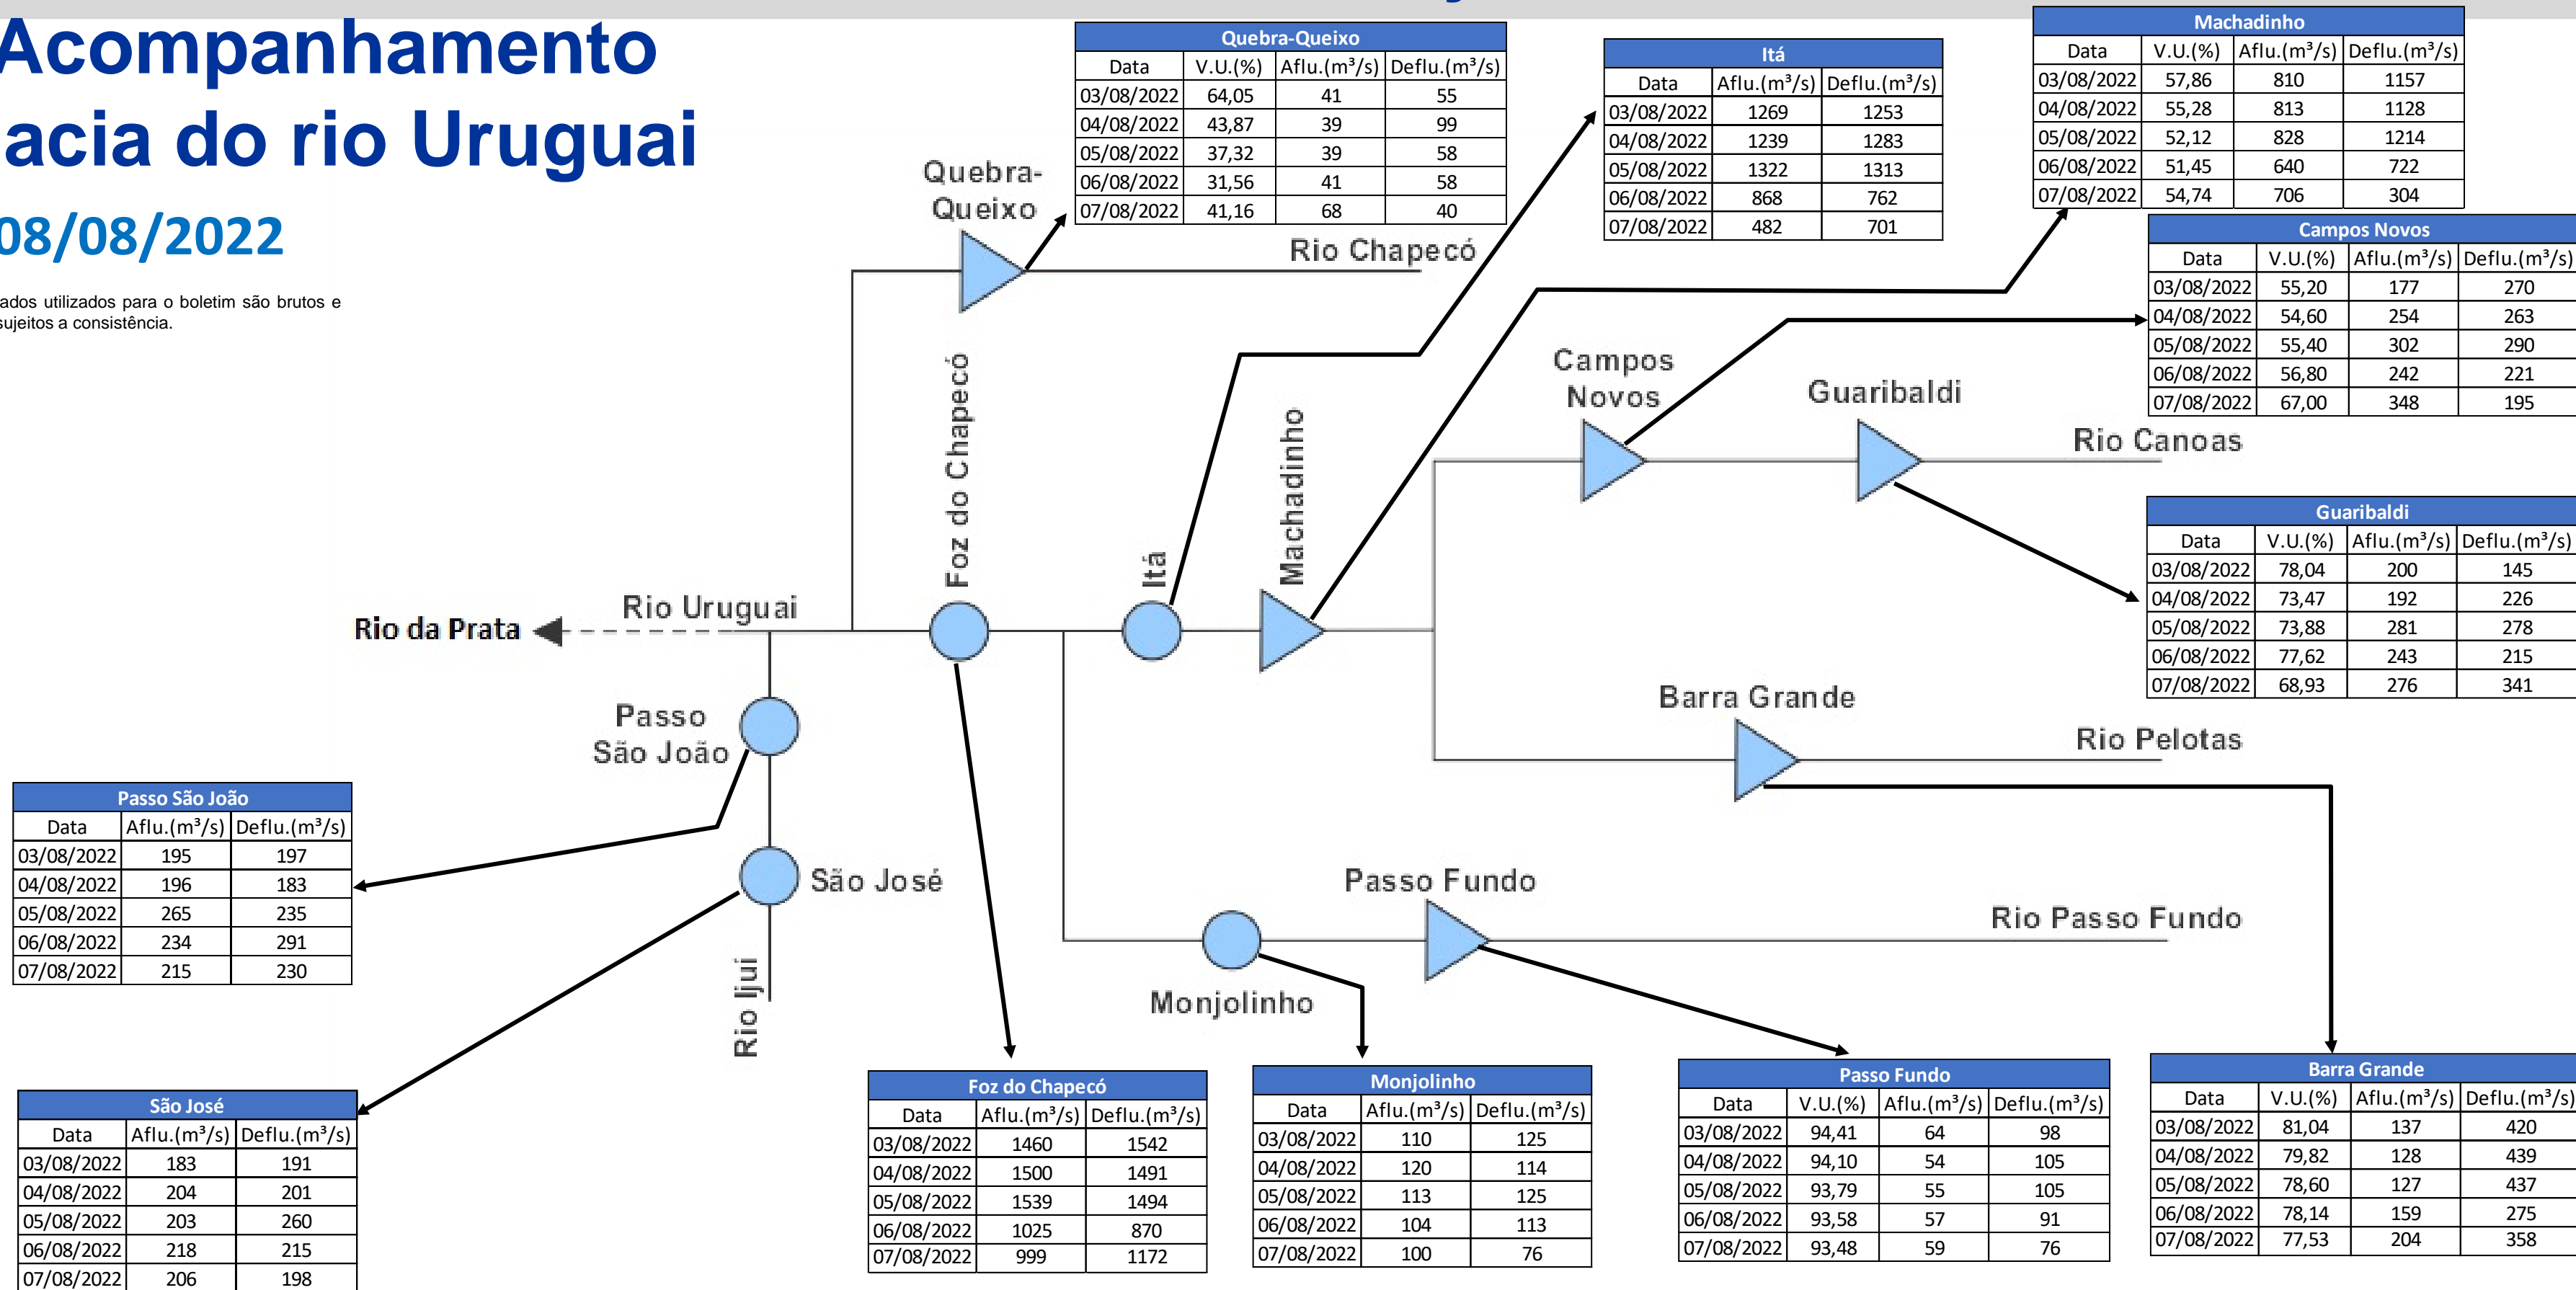 Acompanhamento
acia do rio Uruguai
08/08/2022
ados utilizados para o boletim são brutos e
sujeitos a consistência.
Quebra-Queixo
Data V.U.(%) Aflu.(m³/s) Deflu.(m³/s)
03/08/2022 64,05 41 55
04/08/2022 43,87 39 99
05/08/2022 37,32 39 58
06/08/2022 31,56 41 58
07/08/2022 41,16 68 40
Itá
Data Aflu.(m³/s) Deflu.(m³/s)
03/08/2022 1269 1253
04/08/2022 1239 1283
05/08/2022 1322 1313
06/08/2022 868 762
07/08/2022 482 701
Machadinho
Data V.U.(%) Aflu.(m³/s) Deflu.(m³/s)
03/08/2022 57,86 810 1157
04/08/2022 55,28 813 1128
05/08/2022 52,12 828 1214
06/08/2022 51,45 640 722
07/08/2022 54,74 706 304
Campos Novos
Data V.U.(%) Aflu.(m³/s) Deflu.(m³/s)
03/08/2022 55,20 177 270
04/08/2022 54,60 254 263
05/08/2022 55,40 302 290
06/08/2022 56,80 242 221
07/08/2022 67,00 348 195
Quebra-
Queixo
Rio Chapecó
Foz do Chapecó
Itá
Machadinho
Campos
Novos
Guaribaldi
Rio Canoas
Guaribaldi
Data V.U.(%) Aflu.(m³/s) Deflu.(m³/s)
03/08/2022 78,04 200 145
04/08/2022 73,47 192 226
05/08/2022 73,88 281 278
06/08/2022 77,62 243 215
07/08/2022 68,93 276 341
Rio da Prata
Rio Uruguai
Passo
São João
Barra Grande
Rio Pelotas
Passo São João
Data Aflu.(m³/s) Deflu.(m³/s)
03/08/2022 195 197
04/08/2022 196 183
05/08/2022 265 235
06/08/2022 234 291
07/08/2022 215 230
São José
Passo Fundo
Rio Passo Fundo
Rio Ijui
Monjolinho
São José
Data Aflu.(m³/s) Deflu.(m³/s)
03/08/2022 183 191
04/08/2022 204 201
05/08/2022 203 260
06/08/2022 218 215
07/08/2022 206 198
Foz do Chapecó
Data Aflu.(m³/s) Deflu.(m³/s)
03/08/2022 1460 1542
04/08/2022 1500 1491
05/08/2022 1539 1494
06/08/2022 1025 870
07/08/2022 999 1172
Monjolinho
Data Aflu.(m³/s) Deflu.(m³/s)
03/08/2022 110 125
04/08/2022 120 114
05/08/2022 113 125
06/08/2022 104 113
07/08/2022 100 76
Passo Fundo
Data V.U.(%) Aflu.(m³/s) Deflu.(m³/s)
03/08/2022 94,41 64 98
04/08/2022 94,10 54 105
05/08/2022 93,79 55 105
06/08/2022 93,58 57 91
07/08/2022 93,48 59 76
Barra Grande
Data V.U.(%) Aflu.(m³/s) Deflu.(m³/s)
03/08/2022 81,04 137 420
04/08/2022 79,82 128 439
05/08/2022 78,60 127 437
06/08/2022 78,14 159 275
07/08/2022 77,53 204 358